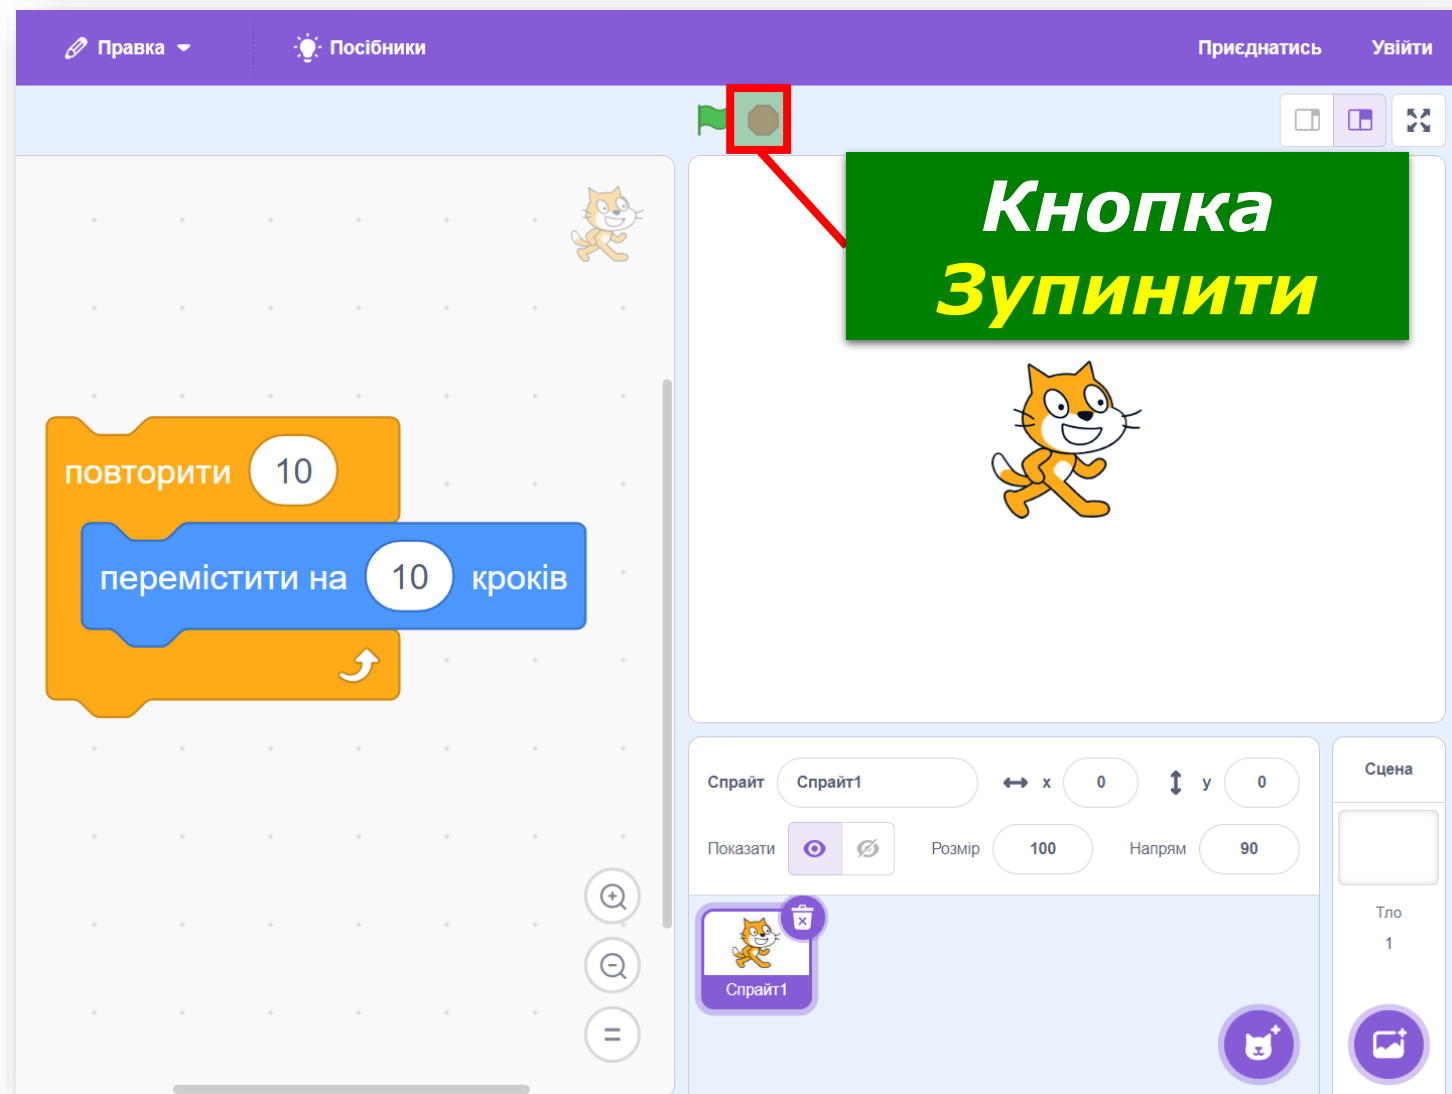 Правка
Посібники
Приєднатись
Увійти
Кнопка
Зупинити
повторити 10
перемістити на 10 кроків
Спрайт Спрайт1 x 0 y 0
Показати Розмір 100 Напрям 90
Спрайт1
Сцена
Тло
1